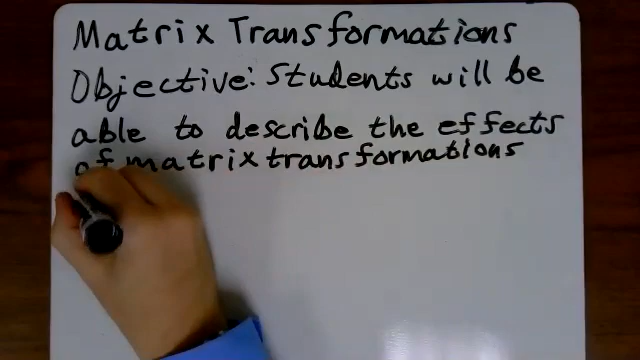 Matrix Transformations
Objective: Students will be
able to describe the effects
of matrix transformations